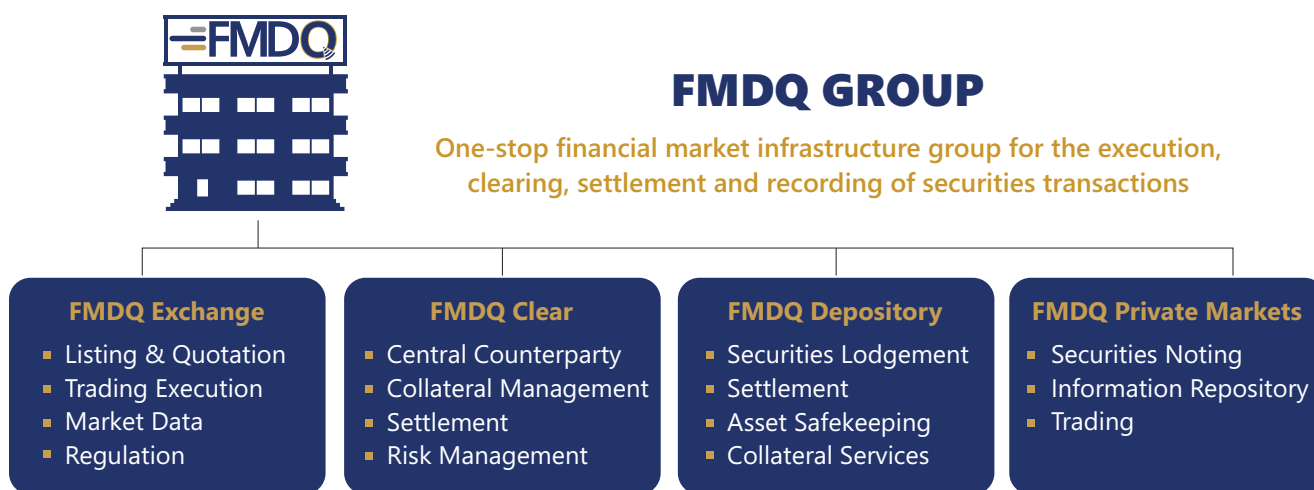 FMDQ
FMDQ GROUP
One-stop financial market infrastructure group for the execution,
clearing, settlement and recording of securities transactions
FMDQ Exchange
Listing & Quotation
Trading Execution
Market Data
Regulation
FMDQ Clear
Central Counterparty
Collateral Management
Settlement
Risk Management
FMDQ Depository
Securities Lodgement
Settlement
Asset Safekeeping
Collateral Services
FMDQ Private Markets
Securities Noting
Information Repository
Trading